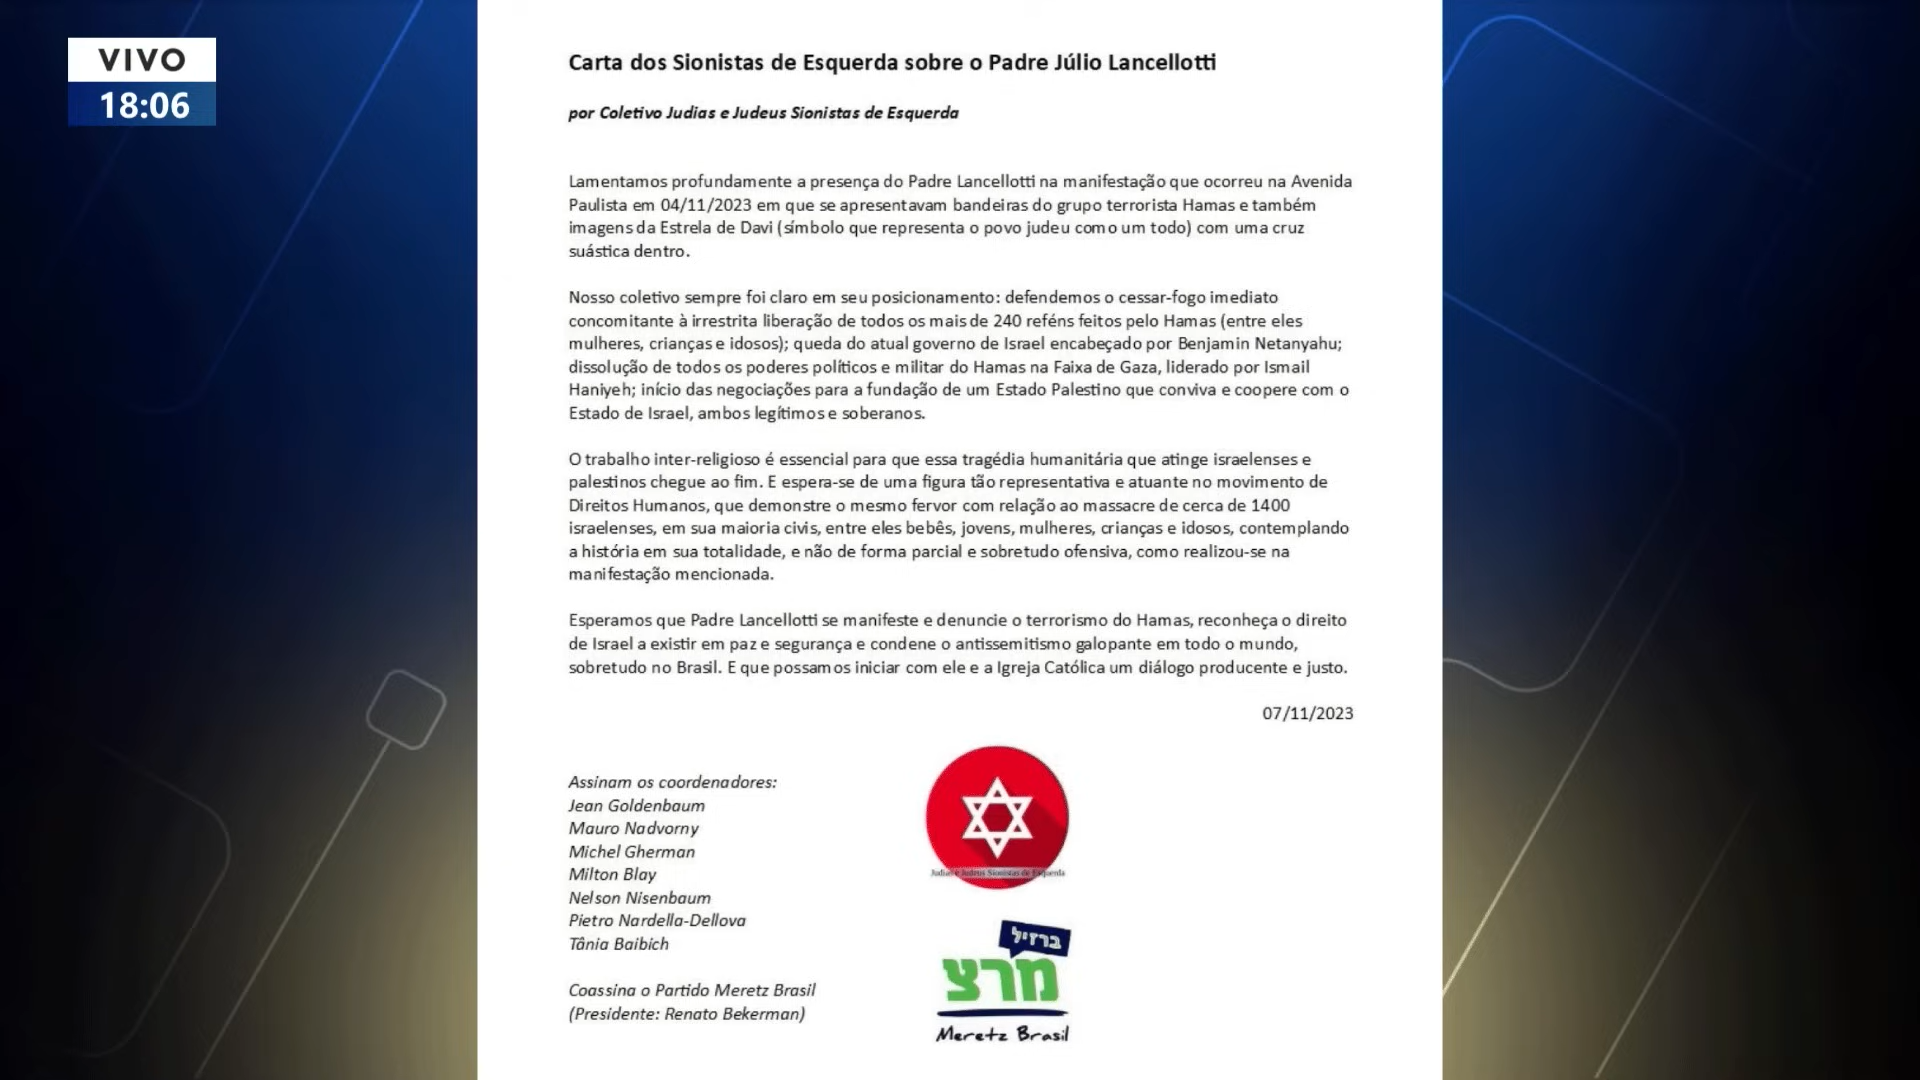 VIVO
18:06
Carta dos Sionistas de Esquerda sobre o Padre Júlio Lancellotti
por Coletivo Judias e Judeus Sionistas de Esquerda
Lamentamos profundamente a presença do Padre Lancellotti na manifestação que ocorreu na Avenida
Paulista em 04/11/2023 em que se apresentavam bandeiras do grupo terrorista Hamas e também
imagens da Estrela de Davi (símbolo que representa o povo judeu como um todo) com uma cruz
suástica dentro.
Nosso coletivo sempre foi claro em seu posicionamento: defendemos o cessar-fogo imediato
concomitante à irrestrita liberação de todos os mais de 240 reféns feitos pelo Hamas (entre eles
mulheres, crianças e idosos); queda do atual governo de Israel encabeçado por Benjamin Netanyahu;
dissolução de todos os poderes políticos e militar do Hamas na Faixa de Gaza, liderado por Ismail
Haniyeh; início das negociações para a fundação de um Estado Palestino que conviva e coopere com o
Estado de Israel, ambos legítimos e soberanos.
O trabalho inter-religioso é essencial para que essa tragédia humanitária que atinge israelenses e
palestinos chegue ao fim. E espera-se de uma figura tão representativa e atuante no movimento de
Direitos Humanos, que demonstre o mesmo fervor com relação ao massacre de cerca de 1400
israelenses, em sua maioria civis, entre eles bebês, jovens, mulheres, crianças e idosos, contemplando
a história em sua totalidade, e não de forma parcial e sobretudo ofensiva, como realizou-se na
manifestação mencionada.
Esperamos que Padre Lancellotti se manifeste e denuncie o terrorismo do Hamas, reconheça o direito
de Israel a existir em paz e segurança e condene o antissemitismo galopante em todo o mundo,
sobretudo no Brasil. E que possamos iniciar com ele e a Igreja Católica um diálogo producente e justo.
07/11/2023
Assinam os coordenadores:
Jean Goldenbaum
Mauro Nadvorny
Michel Gherman
Milton Blay
Nelson Nisenbaum
Pietro Nardella-Dellova
Tânia Baibich
Coassina o Partido Meretz Brasil
(Presidente: Renato Bekerman)
Judias e Judeus Sionistas de Esquerda
ברזיל
מרצ
Meretz Brasil